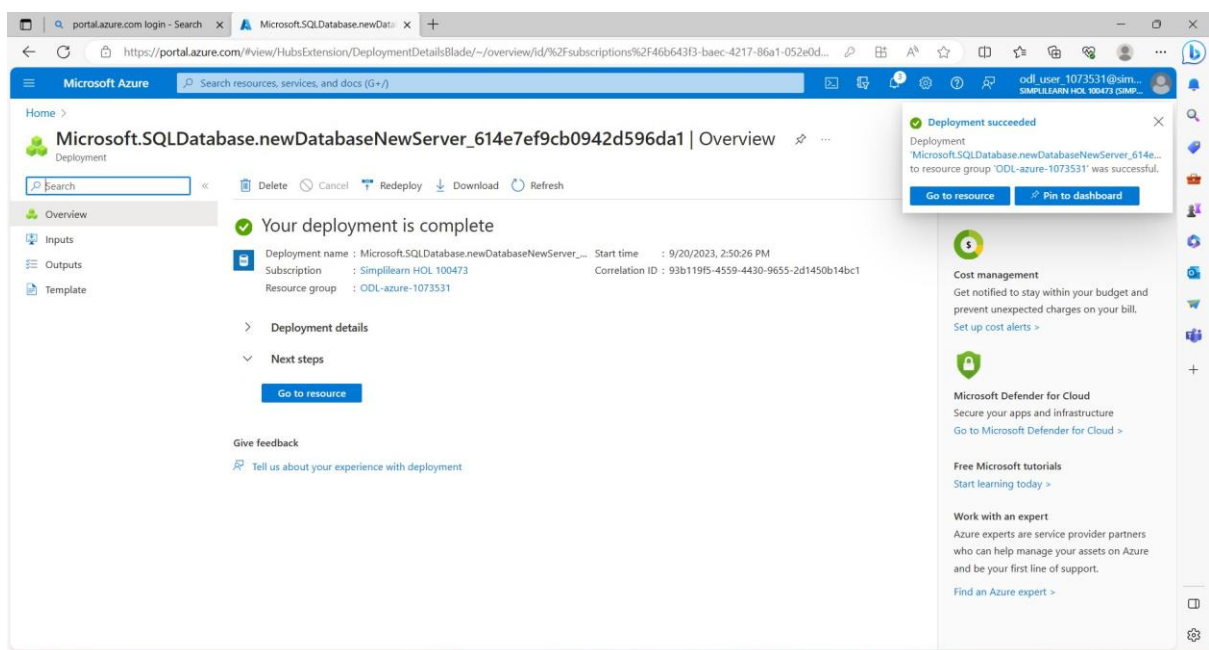 portal.azure.com login - Search
Microsoft.SQLDatabase.newData
https://portal.azure.com/#view/HubsExtension/DeploymentDetailsBlade/~/overview/id/%2Fsubscriptions%2F46b643f3-baec-4217-86a1-052e0d...
Microsoft Azure
Search resources, services, and docs (G+/)
3
odl_user_1073531@sim...
SIMPLILEARN HOL 100473 (SIMP...
Home >
Microsoft.SQLDatabase.newDatabaseNewServer_614e7ef9cb0942d596da1 | Overview
Deployment
Deployment succeeded
Deployment
'Microsoft.SQLDatabase.newDatabaseNewServer_614e...
to resource group 'ODL-azure-1073531' was successful.
Go to resource
Pin to dashboard
Search
Delete Cancel Redeploy Download Refresh
Overview
Inputs
Outputs
Template
Your deployment is complete
Deployment name : Microsoft.SQLDatabase.newDatabaseNewServer_... Start time : 9/20/2023, 2:50:26 PM
Subscription : Simplilearn HOL 100473 Correlation ID : 93b119f5-4559-4430-9655-2d1450b14bc1
Resource group : ODL-azure-1073531
Deployment details
Next steps
Go to resource
Give feedback
Tell us about your experience with deployment
Cost management
Get notified to stay within your budget and
prevent unexpected charges on your bill.
Set up cost alerts >
Microsoft Defender for Cloud
Secure your apps and infrastructure
Go to Microsoft Defender for Cloud >
Free Microsoft tutorials
Start learning today >
Work with an expert
Azure experts are service provider partners
who can help manage your assets on Azure
and be your first line of support.
Find an Azure expert >